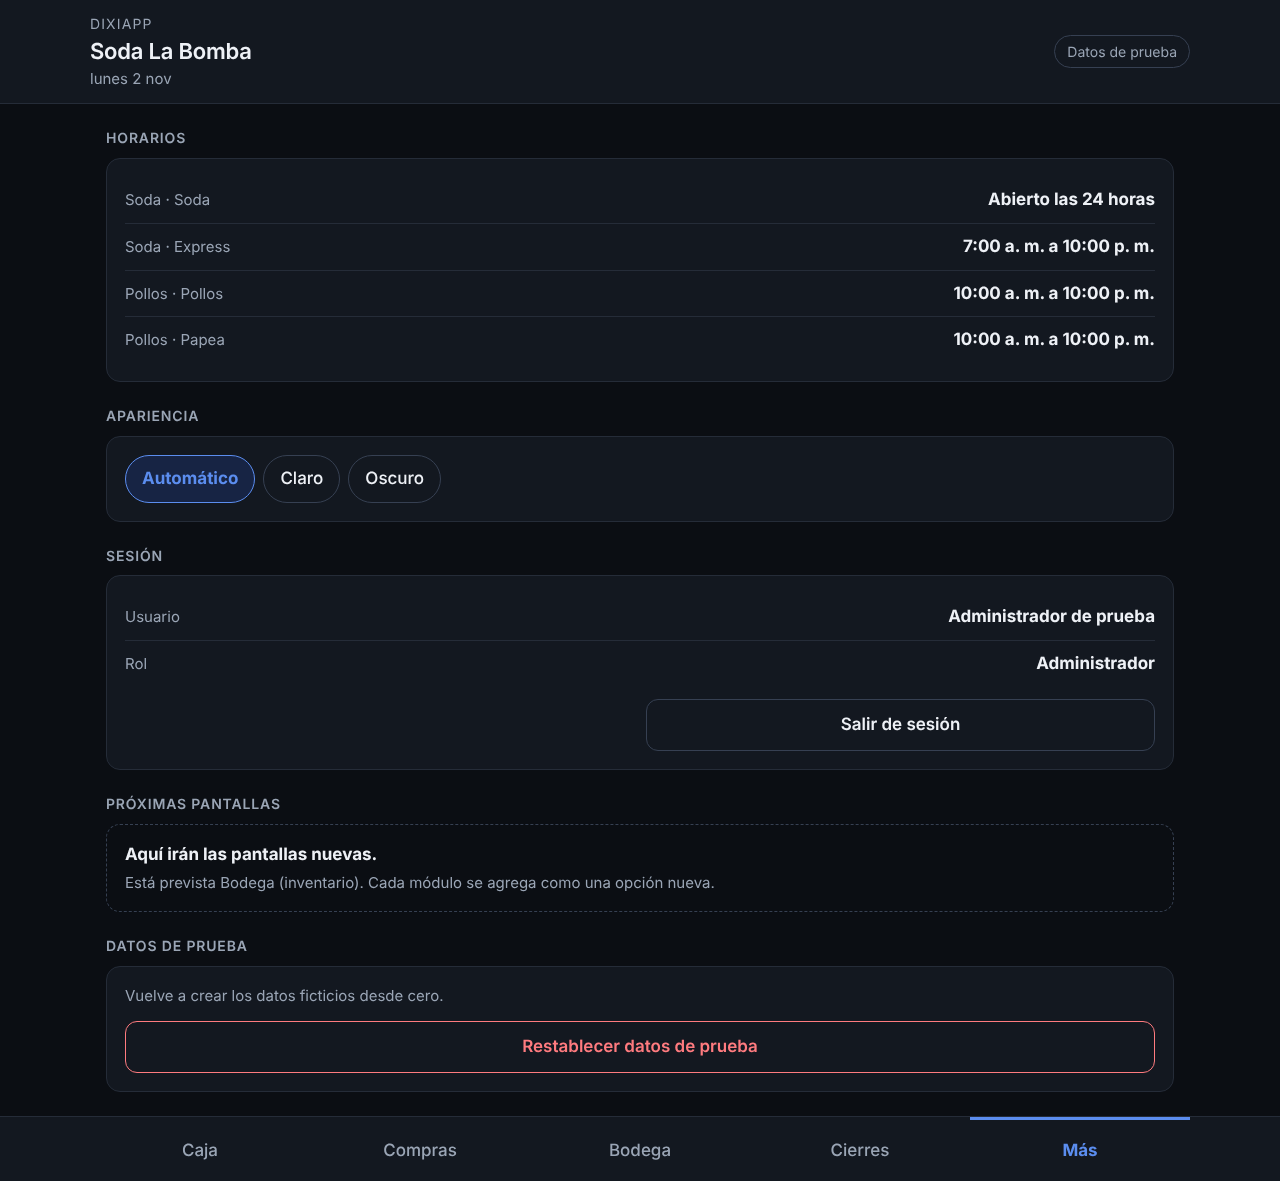 DIXIAPP
Soda La Bomba
lunes 2 nov
Datos de prueba
HORARIOS
Soda · Soda
Abierto las 24 horas
Soda · Express
7:00 a. m. a 10:00 p. m.
Pollos · Pollos
10:00 a. m. a 10:00 p. m.
Pollos · Papea
10:00 a. m. a 10:00 p. m.
APARIENCIA
Automático
Claro
Oscuro
SESIÓN
Usuario
Administrador de prueba
Rol
Administrador
Salir de sesión
PRÓXIMAS PANTALLAS
Aquí irán las pantallas nuevas.
Está prevista Bodega (inventario). Cada módulo se agrega como una opción nueva.
DATOS DE PRUEBA
Vuelve a crear los datos ficticios desde cero.
Restablecer datos de prueba
Caja
Compras
Bodega
Cierres
Más